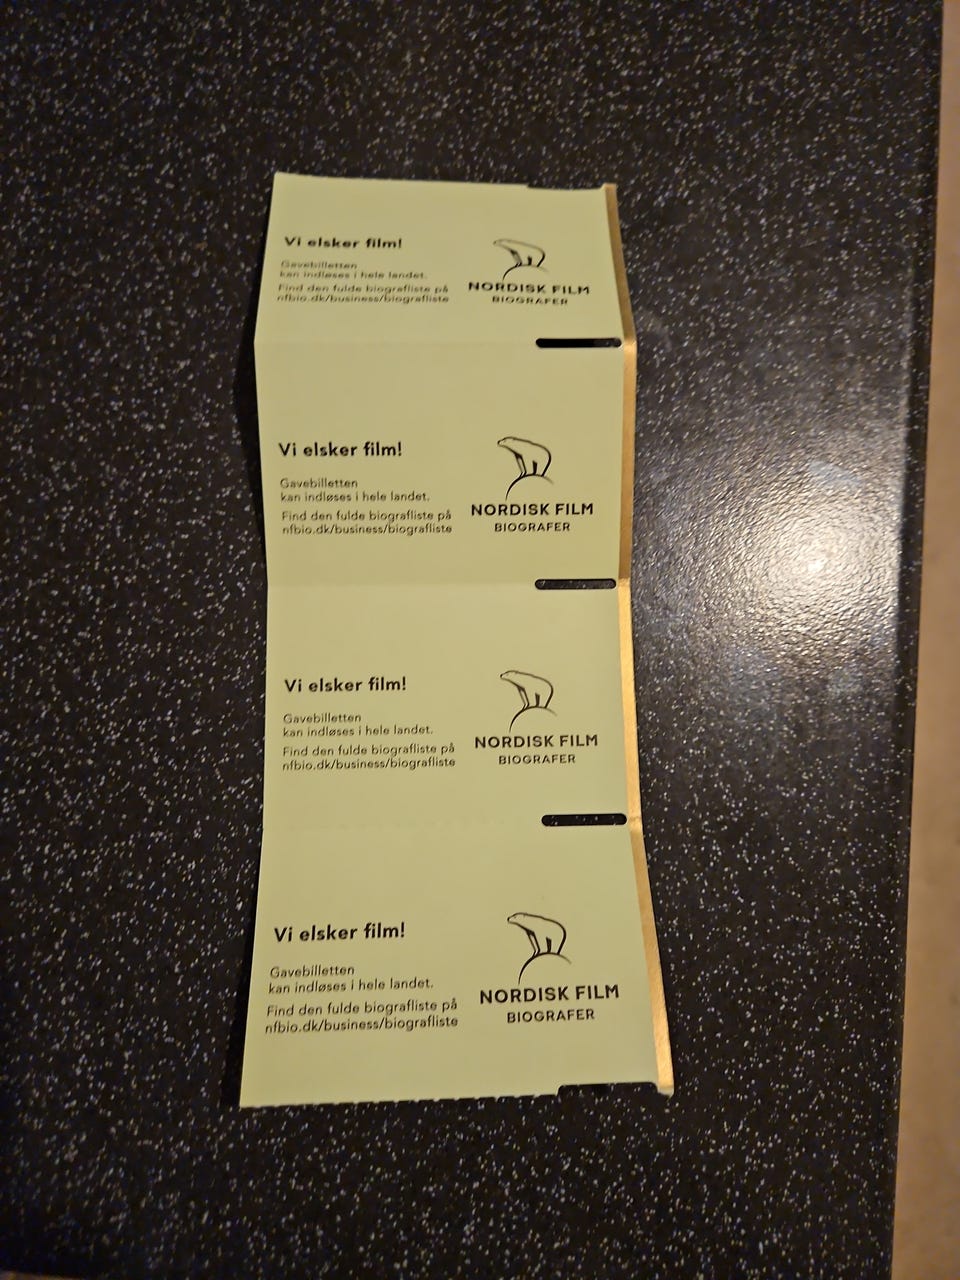 Vi elsker film!
Gavebilletten
kan indløses i hele landet.
Find den fulde biografliste på
nfbio.dk/business/biografliste
NORDISK FILM
BIOGRAFER
Vi elsker film!
Gavebilletten
kan indløses i hele landet.
Find den fulde biografliste på
nfbio.dk/business/biografliste
NORDISK FILM
BIOGRAFER
Vi elsker film!
Gavebilletten
kan indløses i hele landet.
Find den fulde biografliste på
nfbio.dk/business/biografliste
NORDISK FILM
BIOGRAFER
Vi elsker film!
Gavebilletten
kan indløses i hele landet.
Find den fulde biografliste på
nfbio.dk/business/biografliste
NORDISK FILM
BIOGRAFER